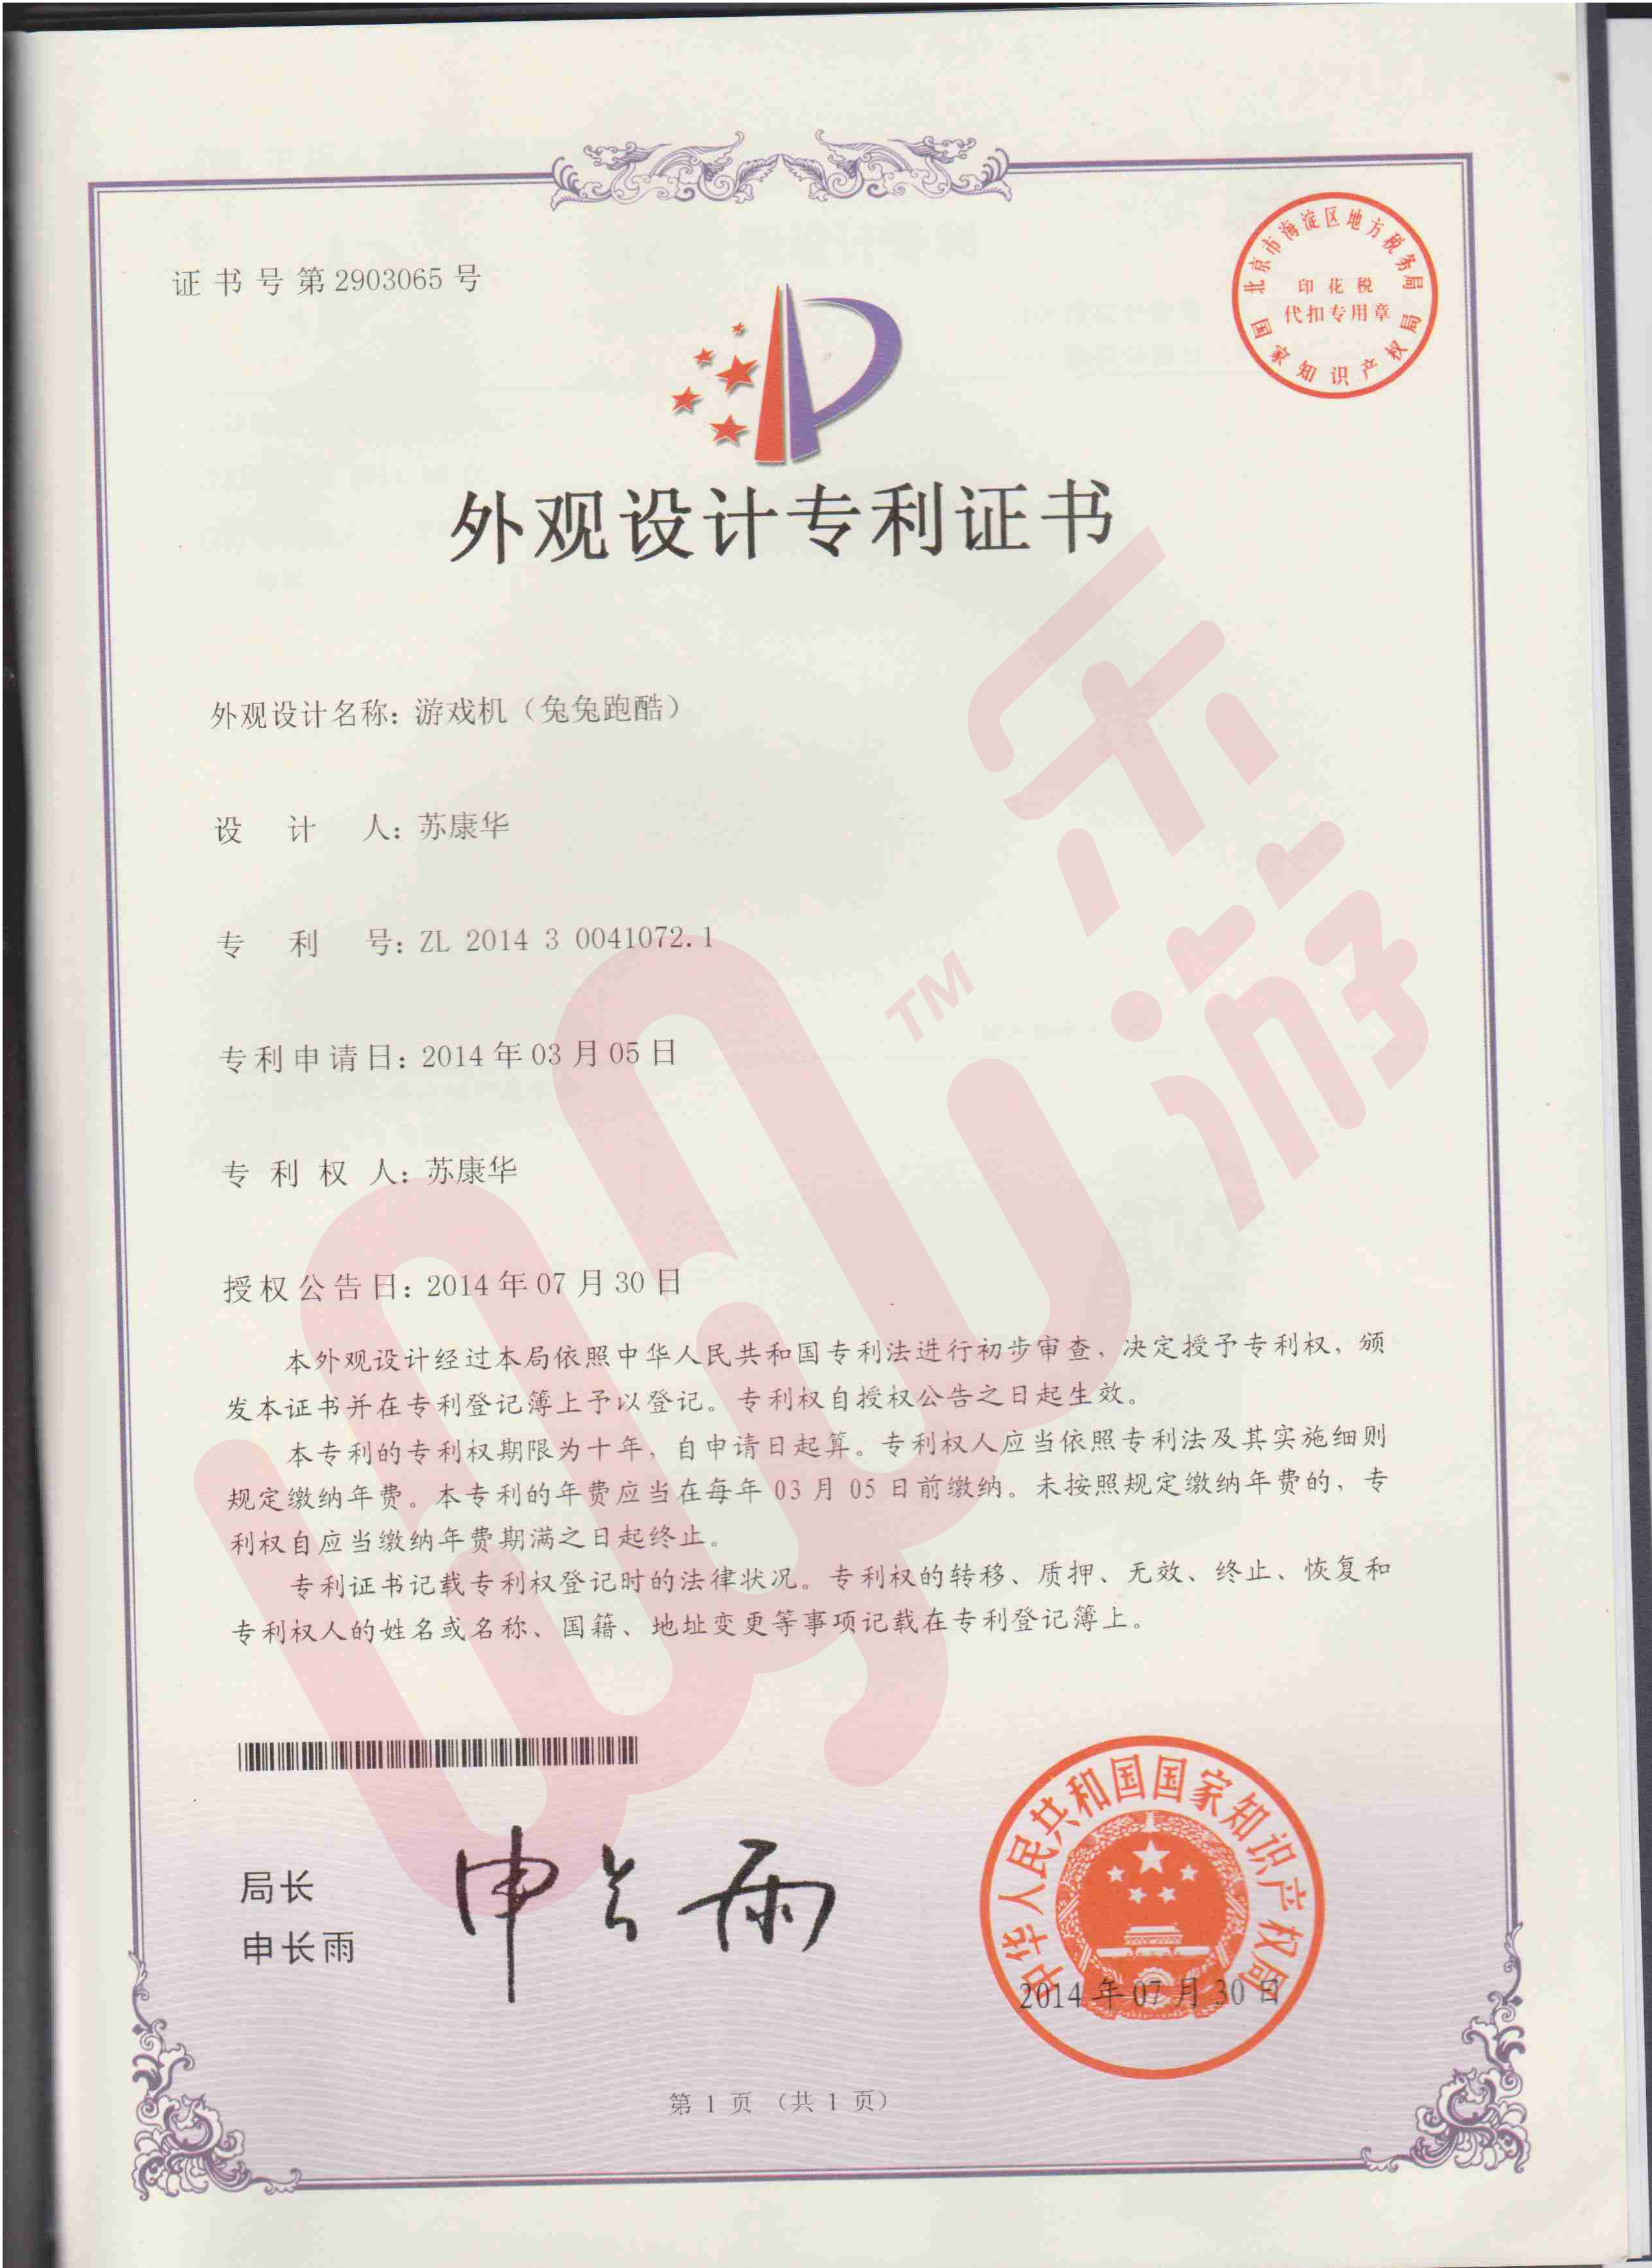 证书号第2903065号
北京市海淀区地方税务局
印花税
代扣专用章
国家知识产权局
外观设计专利证书
外观设计名称：游戏机（兔兔跑酷）
设计人：苏康华
专利号：ZL 2014 3 0041072.1
专利申请日：2014年03月05日
专利权人：苏康华
授权公告日：2014年07月30日
本外观设计经过本局依照中华人民共和国专利法进行初步审查，决定授予专利权，颁
发本证书并在专利登记簿上予以登记。专利权自授权公告之日起生效。
本专利的专利权期限为十年，自申请日起算。专利权人应当依照专利法及其实施细则
规定缴纳年费。本专利的年费应当在每年03月05日前缴纳。未按照规定缴纳年费的，专
利权自应当缴纳年费期满之日起终止。
专利证书记载专利权登记时的法律状况。专利权的转移、质押、无效、终止、恢复和
专利权人的姓名或名称、国籍、地址变更等事项记载在专利登记簿上。
局长
申长雨
申长雨
中华人民共和国国家知识产权局
2014年07月30日
第1页（共1页）
乐游
TM